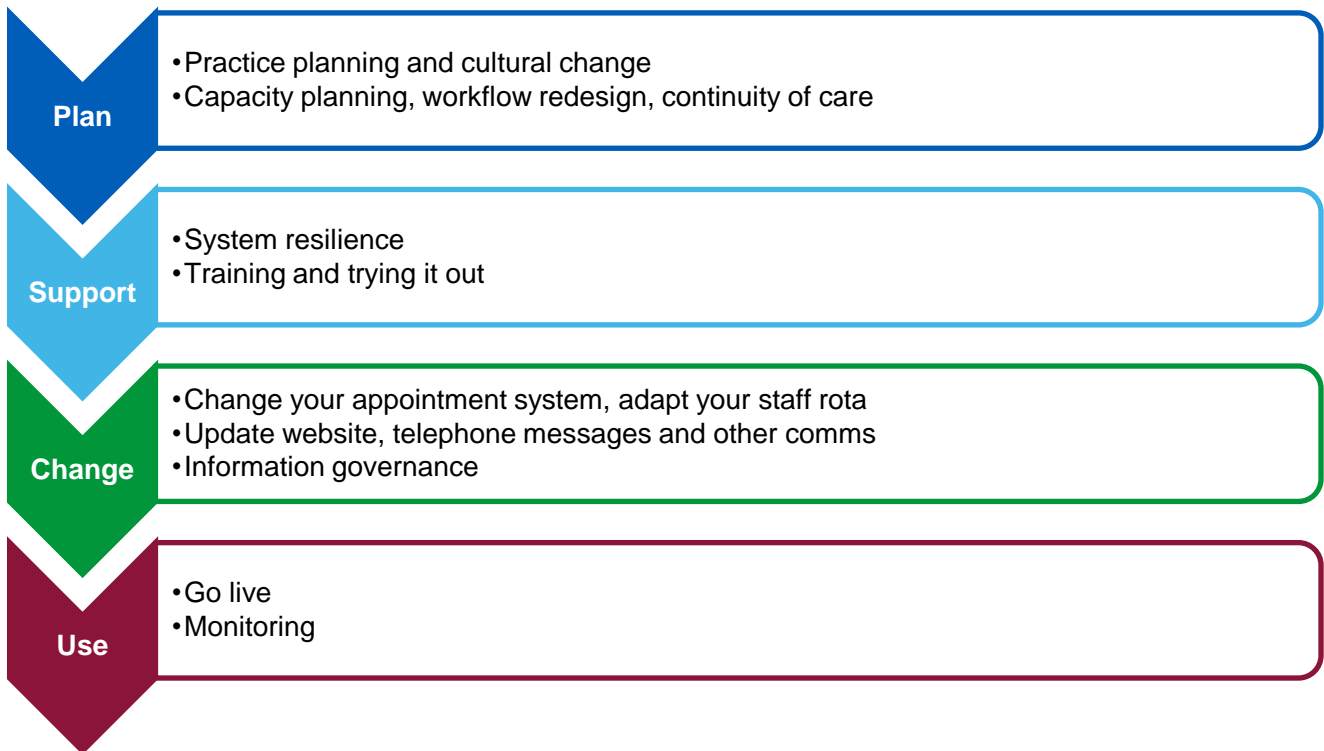 Plan
•Practice planning and cultural change
•Capacity planning, workflow redesign, continuity of care
Support
•System resilience
•Training and trying it out
Change
•Change your appointment system, adapt your staff rota
•Update website, telephone messages and other comms
•Information governance
Use
•Go live
•Monitoring